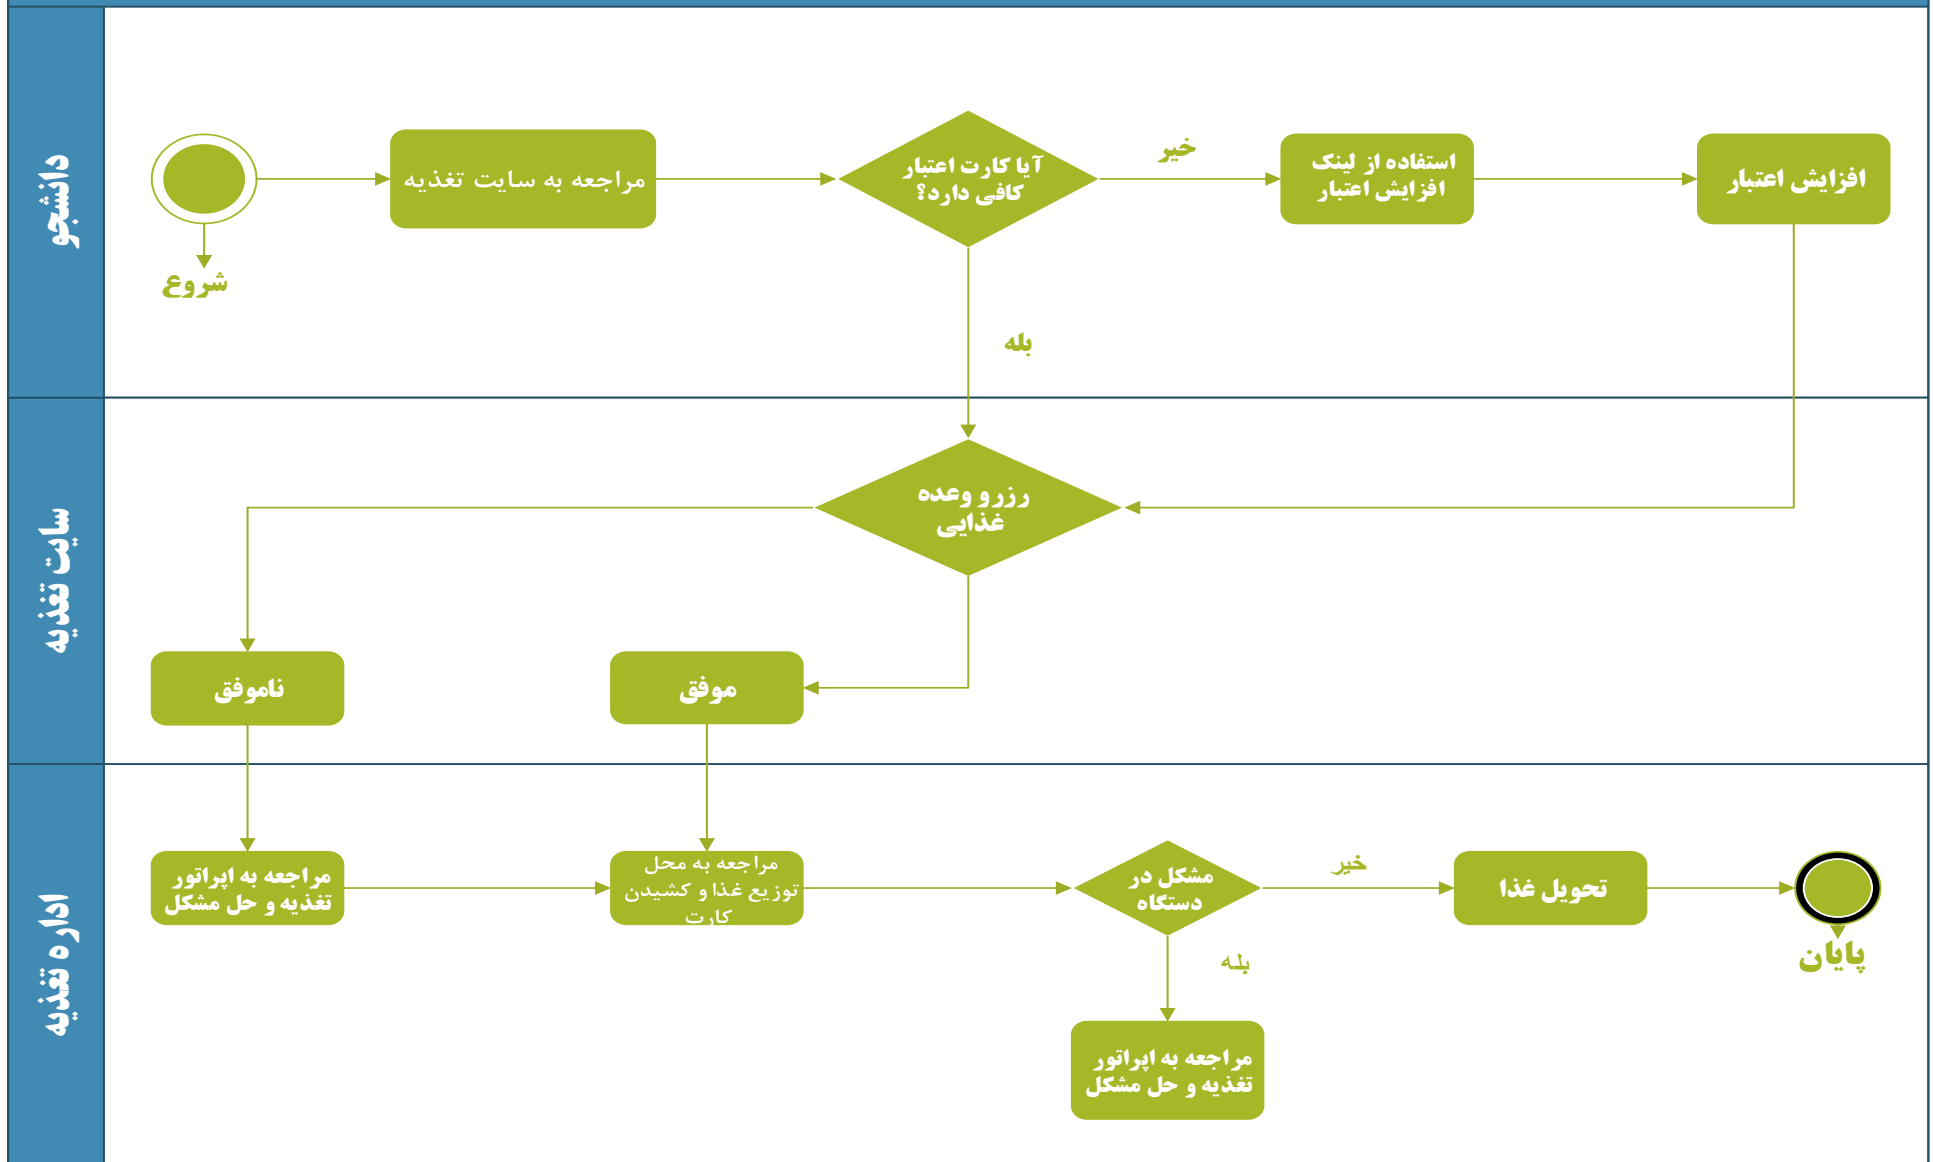 دانشجو
مراجعه به سایت تغذیه
آیا کارت اعتبار
کافی دارد؟
خیر
استفاده از لینک
افزایش اعتبار
افزایش اعتبار
شروع
بله
سایت تغذیه
رزرو وعده
غذایی
ناموفق
موفق
اداره تغذیه
مراجعه به اپراتور
تغذیه و حل مشکل
مراجعه به محل
توزیع غذا و کشیدن
کارت
مشکل در
دستگاه
خیر
تحویل غذا
پایان
بله
مراجعه به اپراتور
تغذیه و حل مشکل